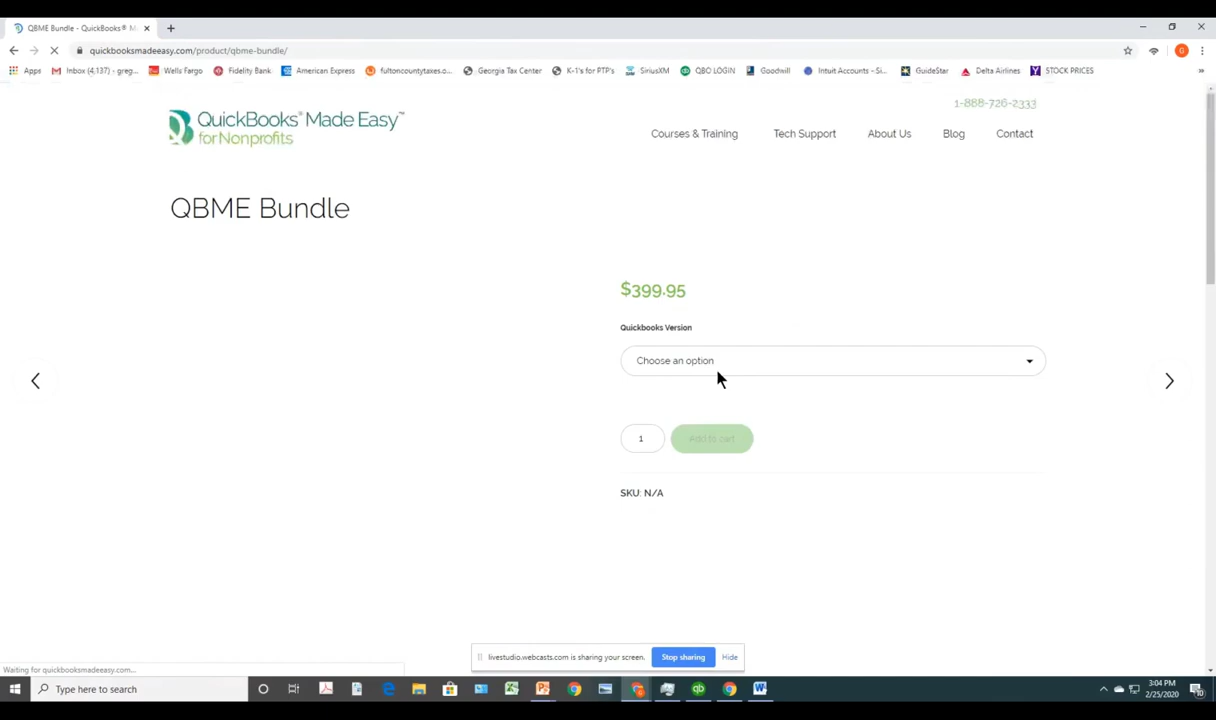 QBME Bundle - QuickBooks® M
quickbooksmadeeasy.com/product/qbme-bundle/
G
Apps
Inbox (4,137) - greg...
Wells Fargo
Fidelity Bank
American Express
fultoncountytaxes.o...
Georgia Tax Center
K-1's for PTP's
SiriusXM
QBO LOGIN
Goodwill
Intuit Accounts - Si...
GuideStar
Delta Airlines
STOCK PRICES
»
1-888-726-2333
QuickBooks® Made Easy™
for Nonprofits
Courses & Training
Tech Support
About Us
Blog
Contact
QBME Bundle
$399.95
Quickbooks Version
Choose an option
1
Add to cart
SKU: N/A
livestudio.webcasts.com is sharing your screen.
Stop sharing
Hide
Waiting for quickbooksmadeeasy.com...
Type here to search
3:04 PM
2/25/2020